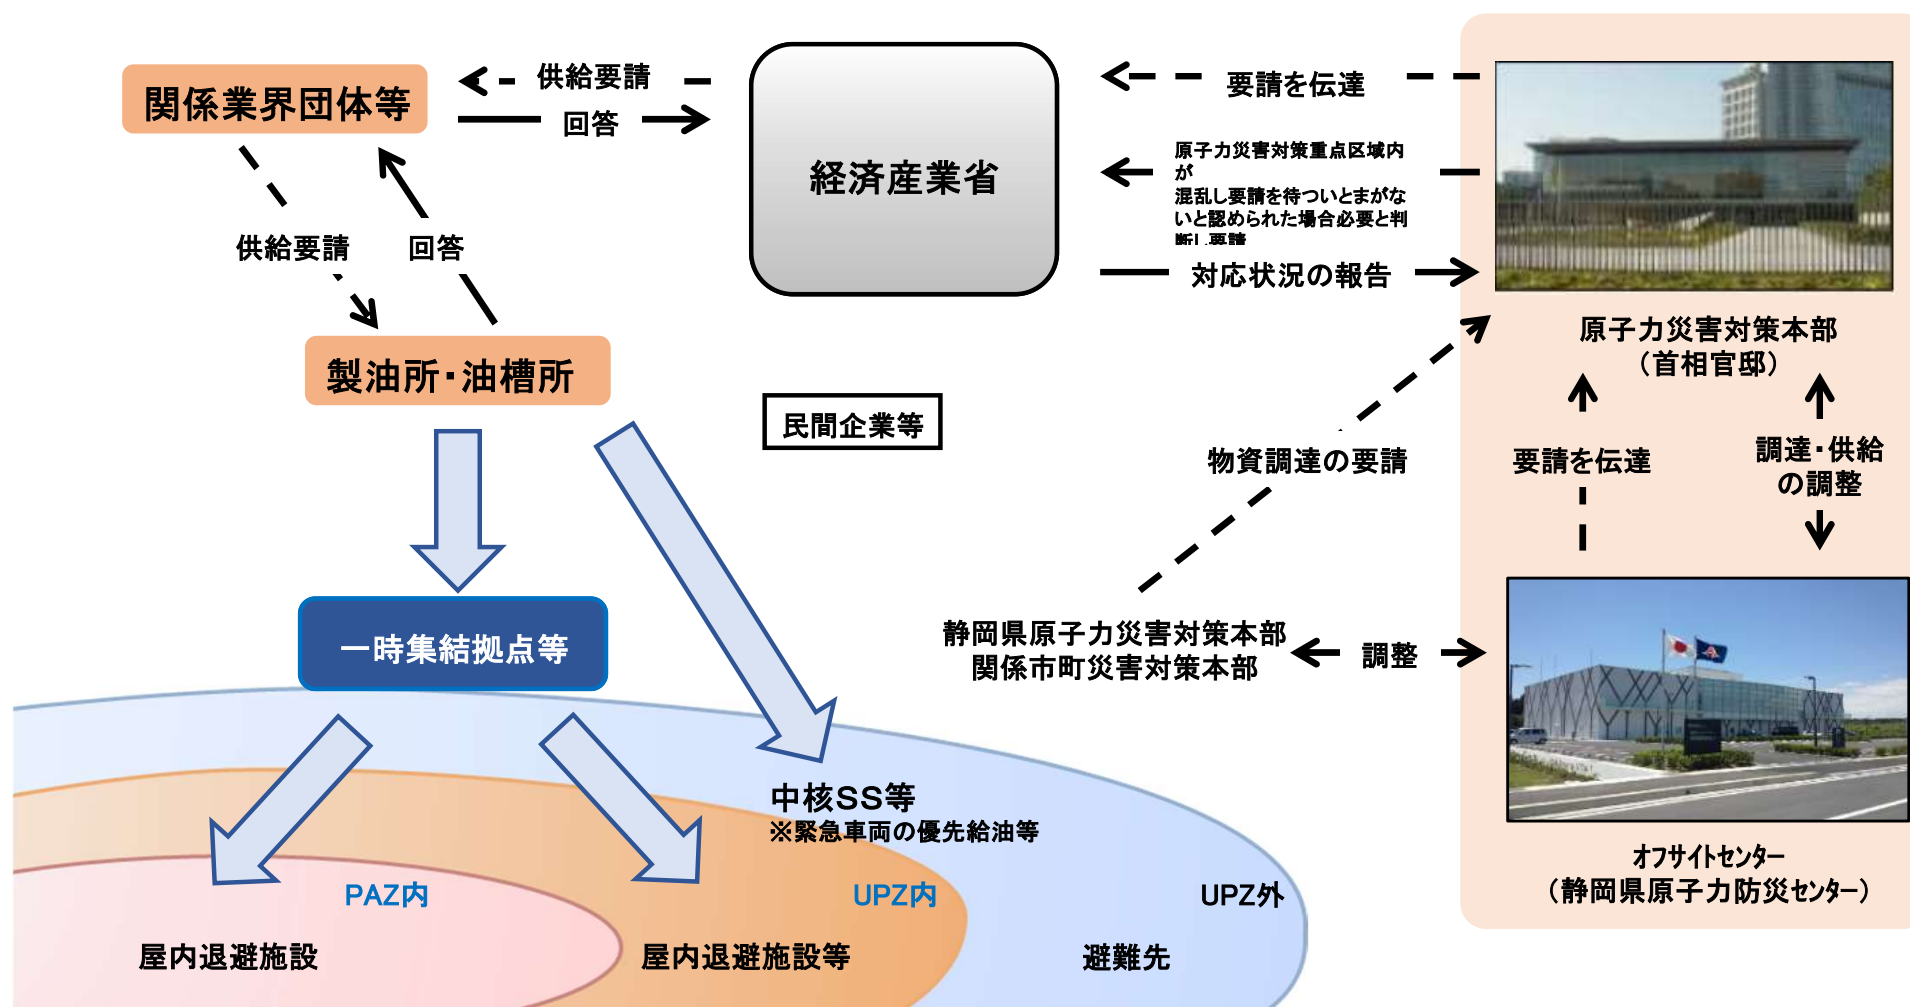 関係業界団体等
供給要請
回答
経済産業省
要請を伝達
原子力災害対策重点区域内
が
混乱し要請を待ついとまがな
いと認められた場合必要と判
断し要請
対応状況の報告
供給要請
回答
原子力災害対策本部
（首相官邸）
製油所・油槽所
民間企業等
物資調達の要請
要請を伝達
調達・供給
の調整
一時集結拠点等
静岡県原子力災害対策本部
関係市町災害対策本部
調整
中核SS等
※緊急車両の優先給油等
オフサイトセンター
（静岡県原子力防災センター）
PAZ内
UPZ内
UPZ外
屋内退避施設
屋内退避施設等
避難先